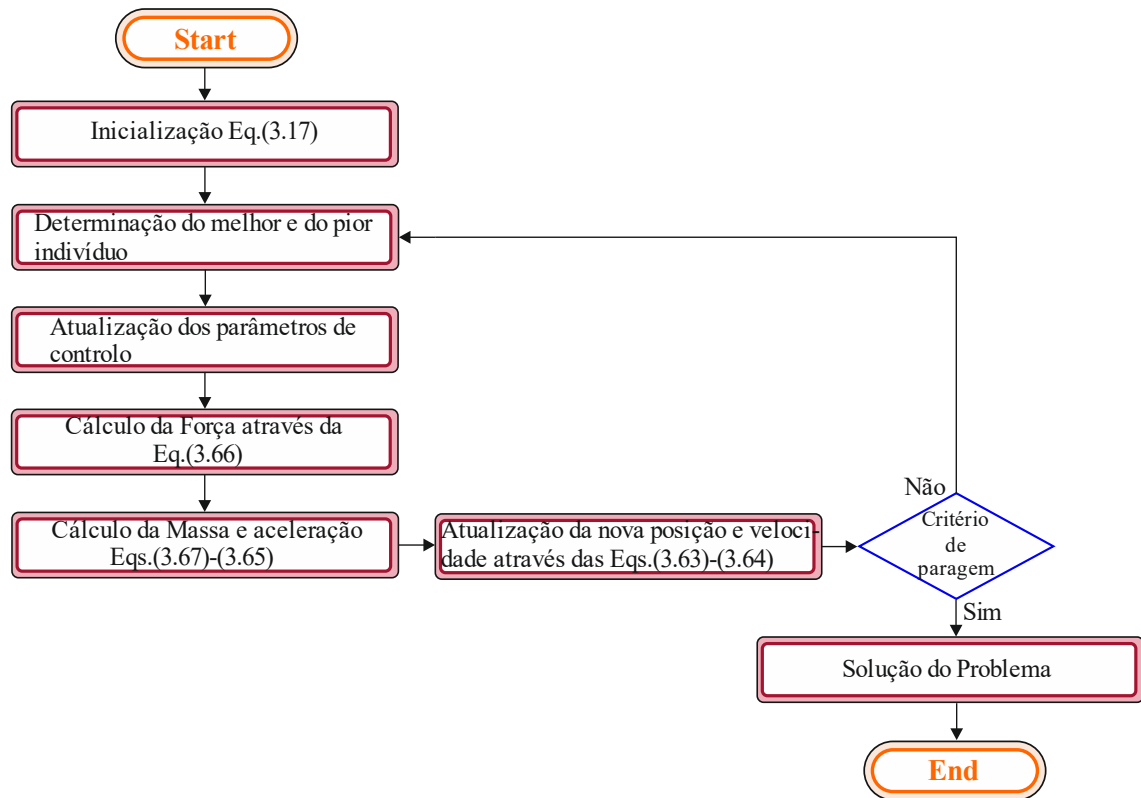 Start
Inicialização Eq.(3.17)
Determinação do melhor e do pior
indivíduo
Atualização dos parâmetros de
controlo
Cálculo da Força através da
Eq.(3.66)
Cálculo da Massa e aceleração
Eqs.(3.67)-(3.65)
Atualização da nova posição e veloci-
dade através das Eqs.(3.63)-(3.64)
Não
Critério
de
paragem
Sim
Solução do Problema
End